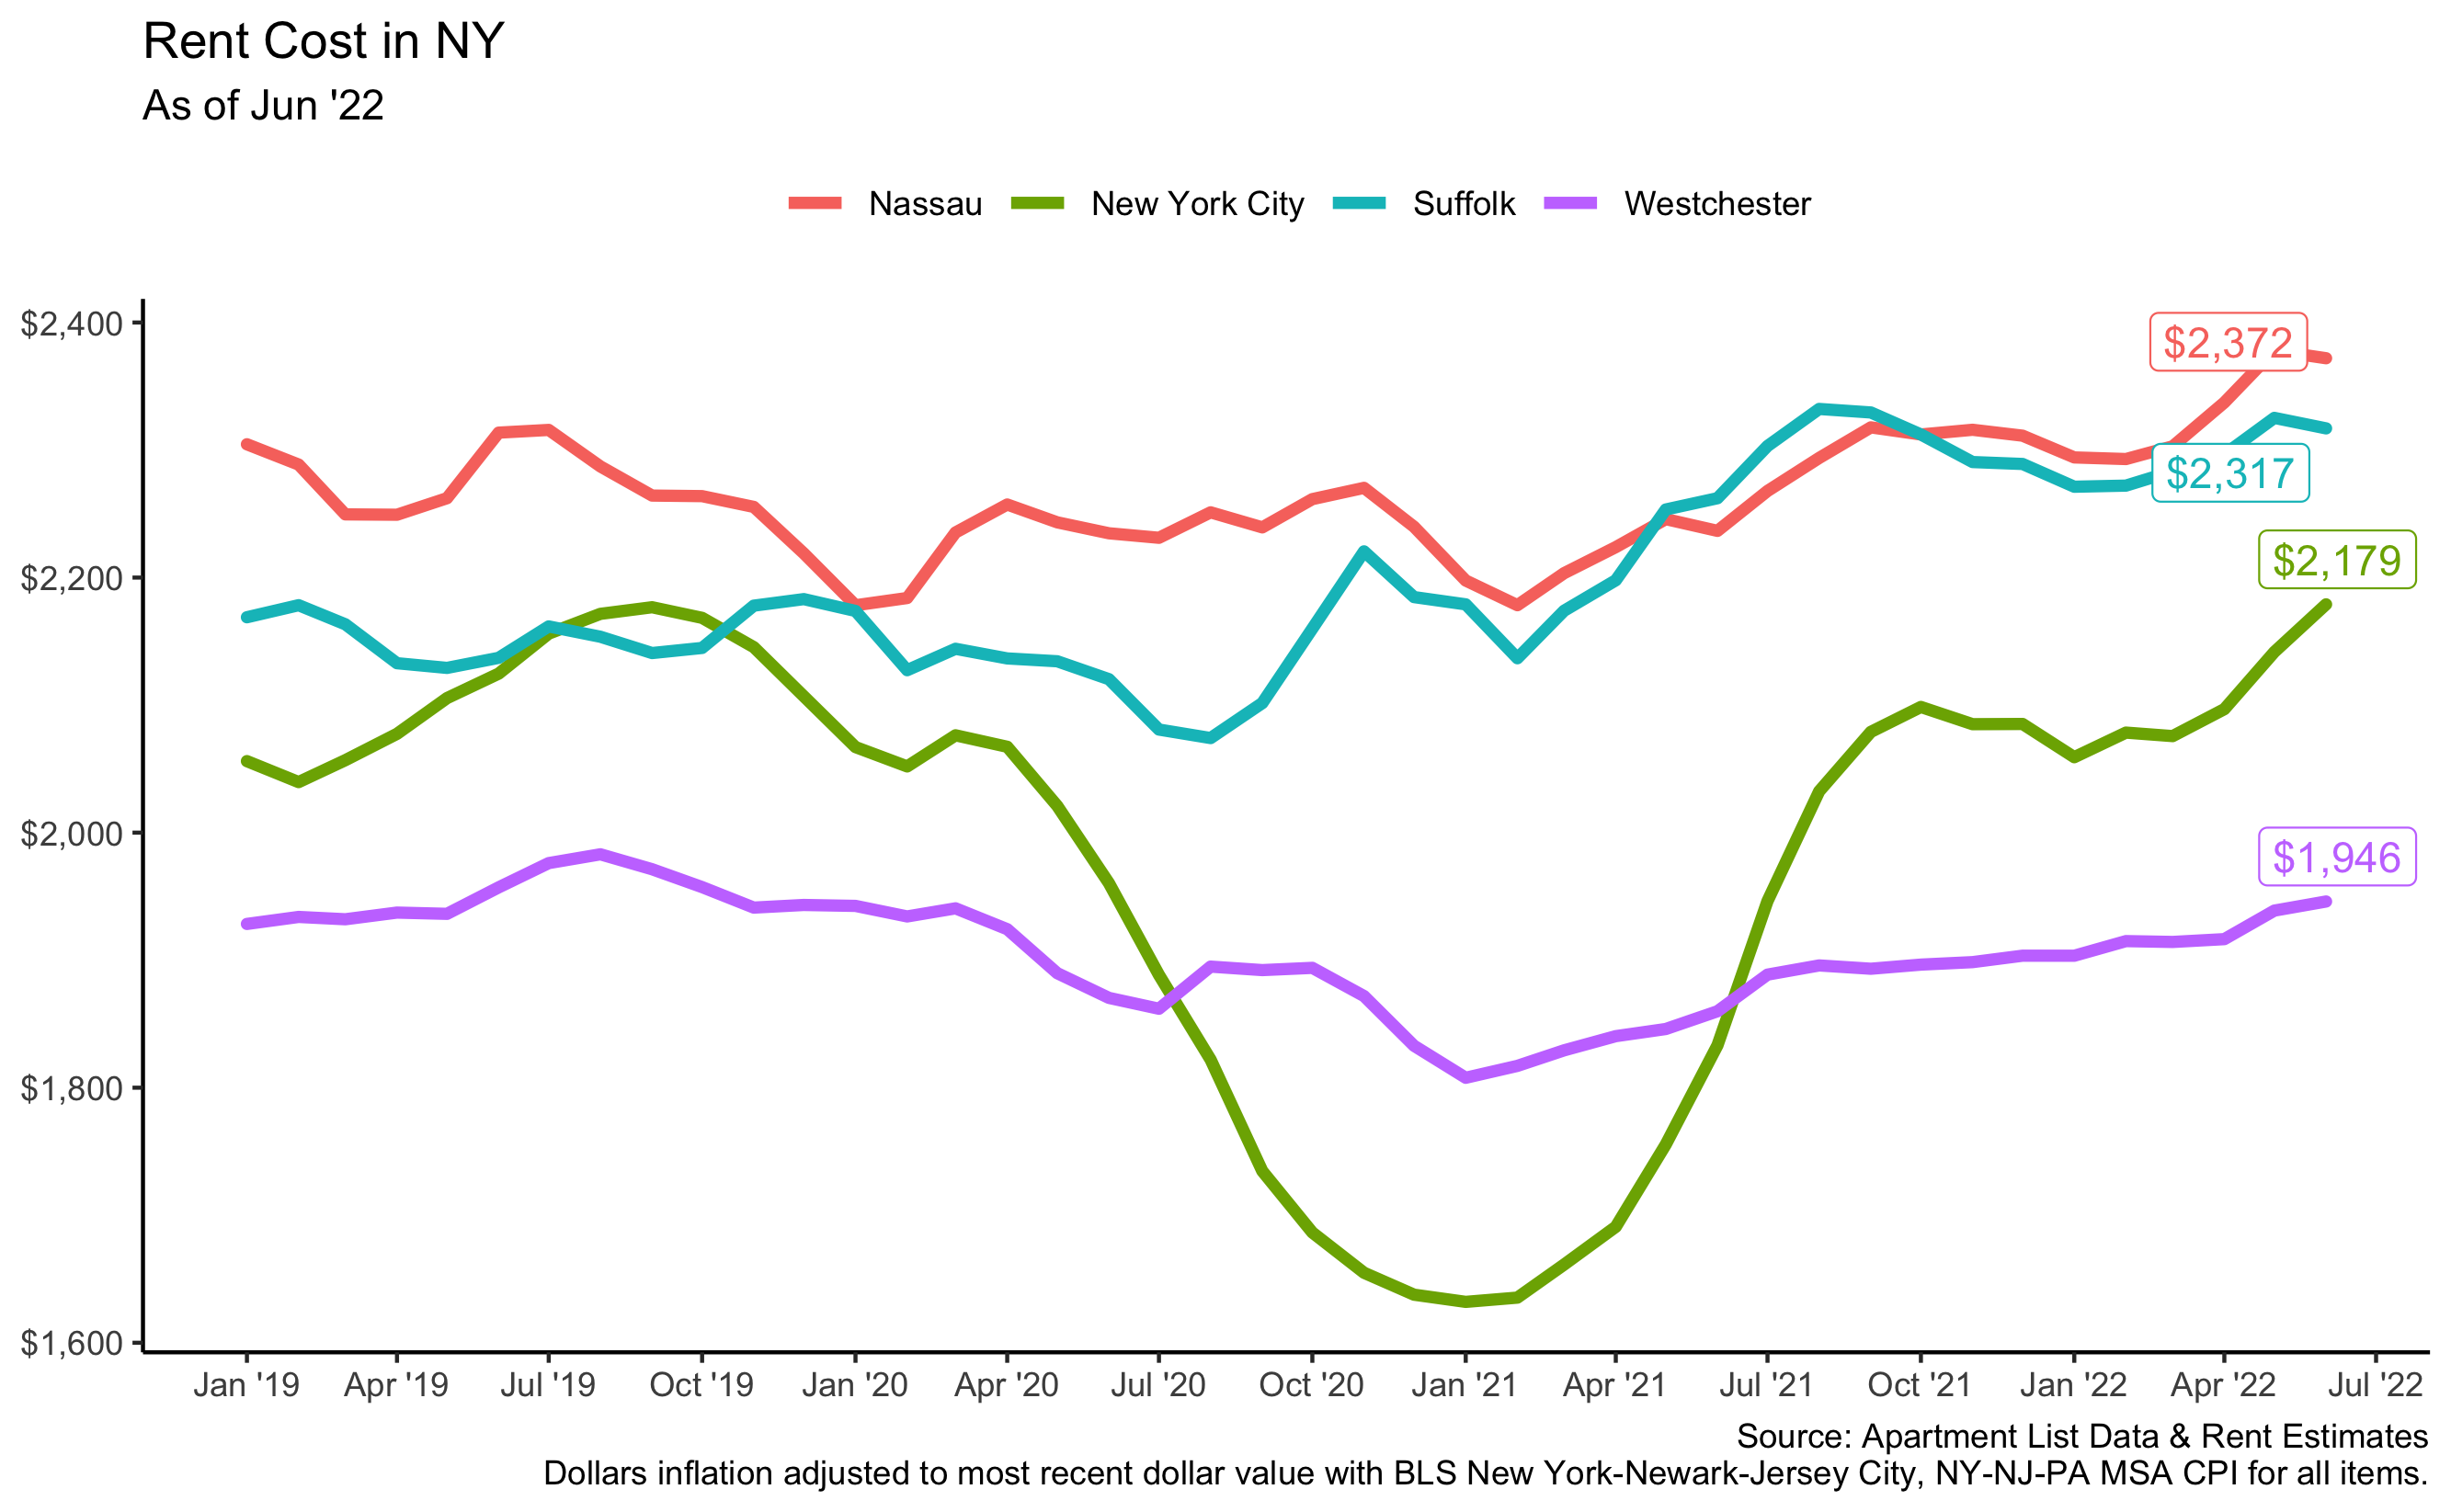 Rent Cost in NY
As of Jun '22
Nassau New York City Suffolk Westchester
$2,400
$2,372
$2,317
$2,200
$2,179
$2,000
$1,946
$1,800
$1,600
Jan '19 Apr '19 Jul '19 Oct '19 Jan '20 Apr '20 Jul '20 Oct '20 Jan '21 Apr '21 Jul '21 Oct '21 Jan '22 Apr '22 Jul '22
Source: Apartment List Data & Rent Estimates
Dollars inflation adjusted to most recent dollar value with BLS New York-Newark-Jersey City, NY-NJ-PA MSA CPI for all items.